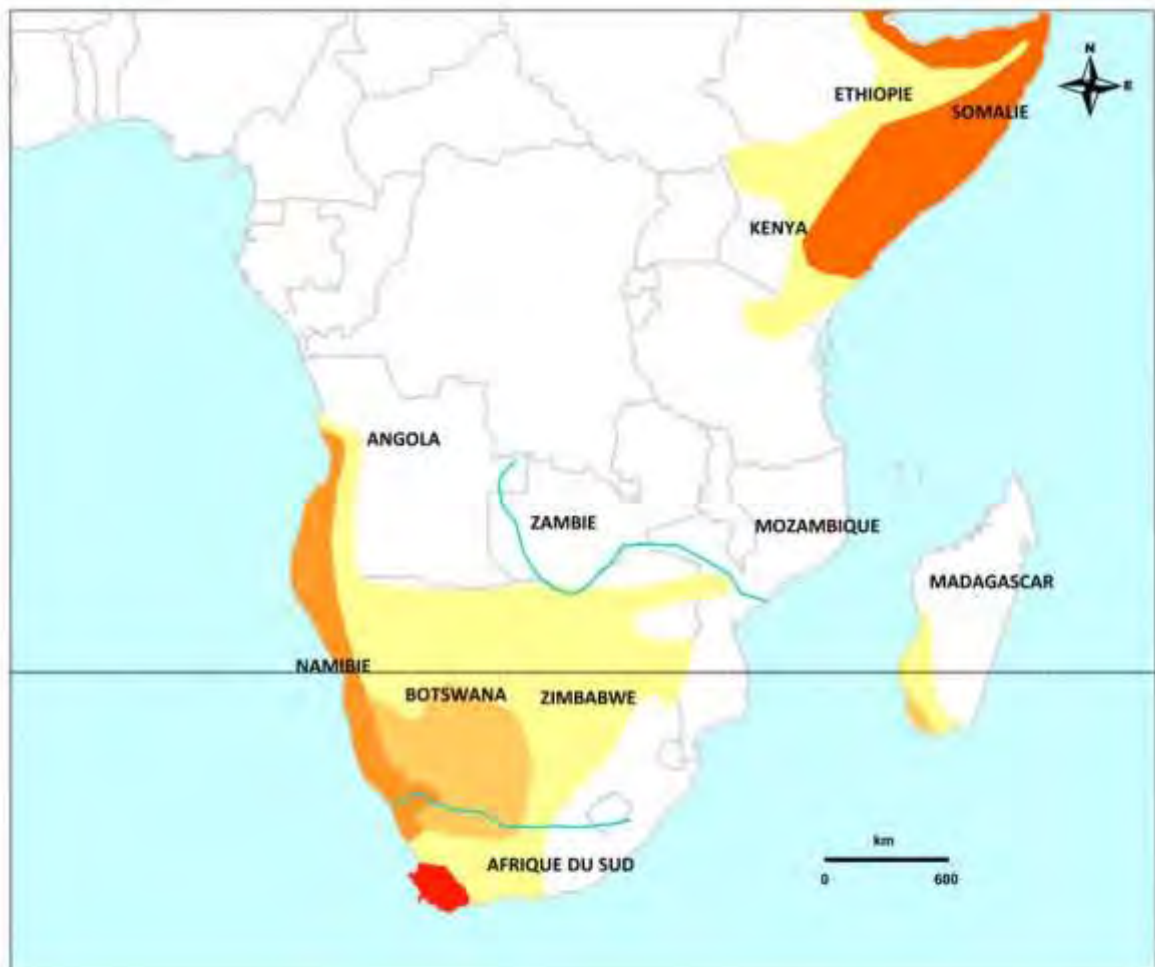 N
E
ETHIOPIE
SOMALIE
KENYA
ANGOLA
ZAMBIE
MOZAMBIQUE
MADAGASCAR
NAMIBIE
BOTSWANA
ZIMBABWE
AFRIQUE DU SUD
km
0 600